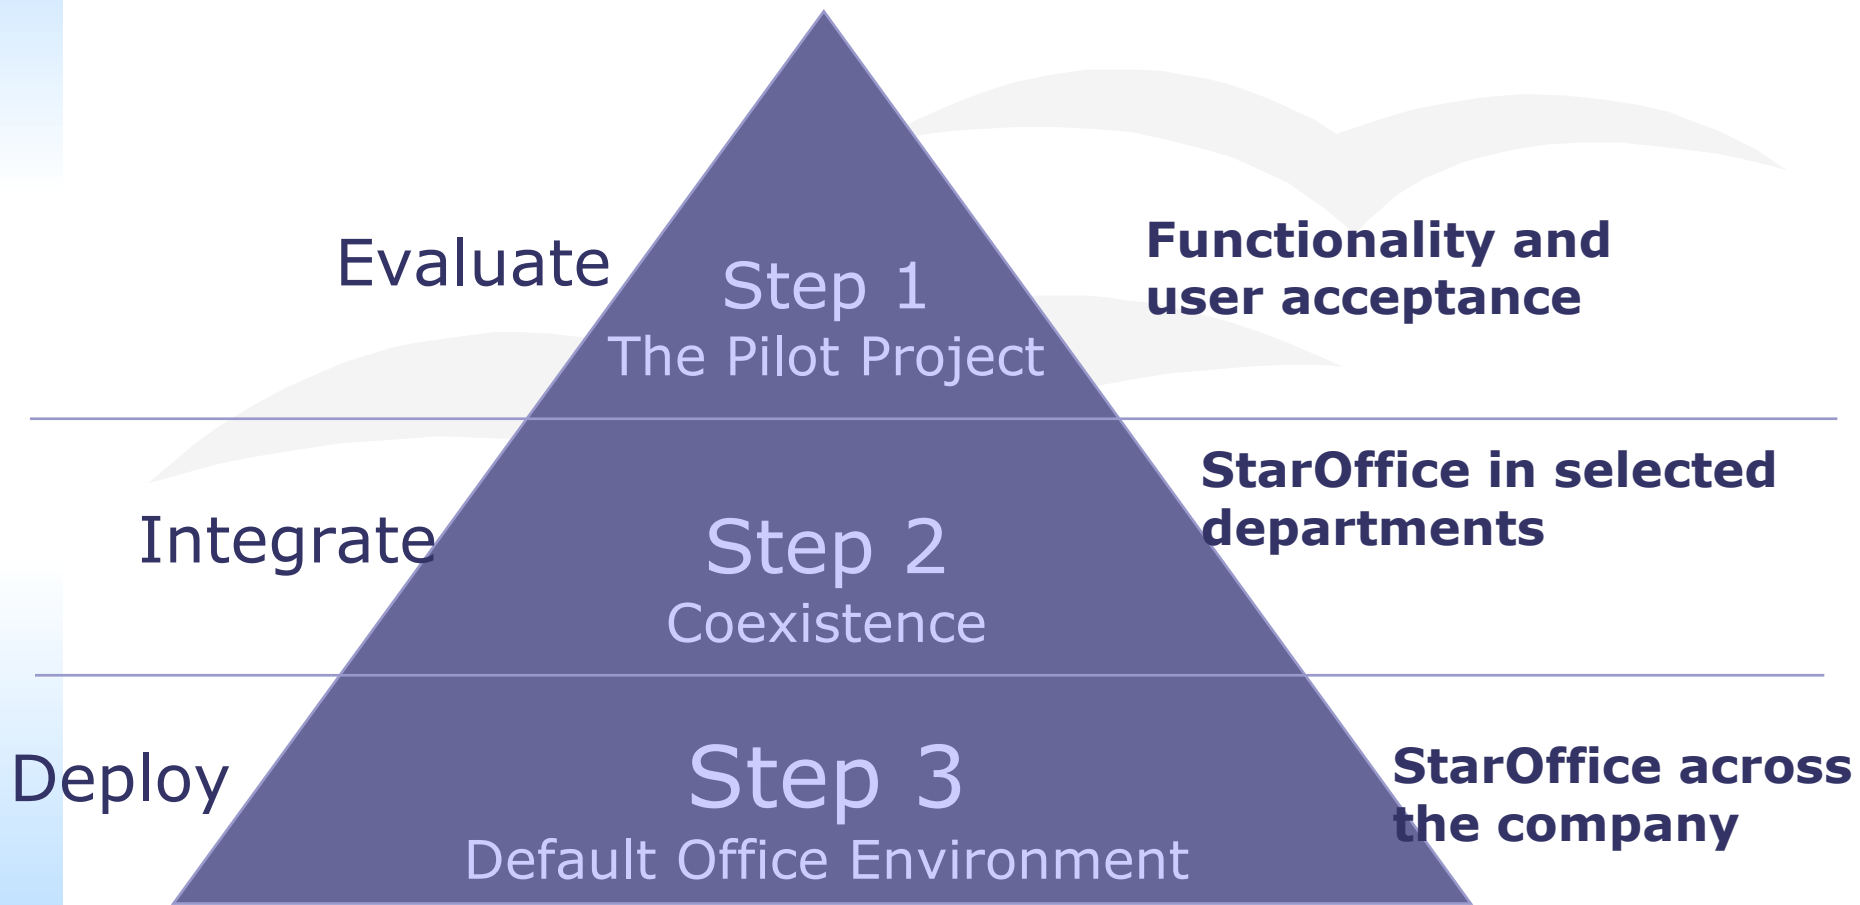 Evaluate
Step 1
The Pilot Project
Functionality and
user acceptance
Integrate
Step 2
Coexistence
StarOffice in selected
departments
Deploy
Step 3
Default Office Environment
StarOffice across
the company